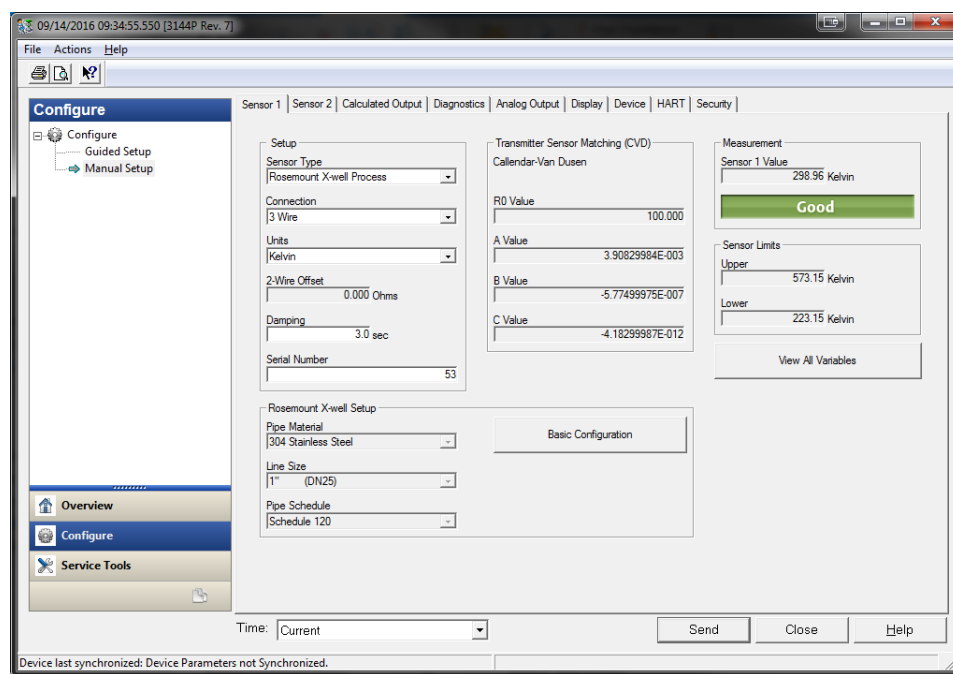 09/14/2016 09:34:55.550 [3144P Rev. 7]
File Actions Help
Configure
Configure
Guided Setup
Manual Setup
Overview
Configure
Service Tools
Sensor 1 Sensor 2 Calculated Output Diagnostics Analog Output Display Device HART Security
Setup
Sensor Type
Rosemount X-well Process
Connection
3 Wire
Units
Kelvin
2-Wire Offset
0.000 Ohms
Damping
3.0 sec
Serial Number
53
Transmitter Sensor Matching (CVD)
Callendar-Van Dusen
R0 Value
100.000
A Value
3.90829984E-003
B Value
-5.77499975E-007
C Value
-4.18299987E-012
Measurement
Sensor 1 Value
298.96 Kelvin
Good
Sensor Limits
Upper
573.15 Kelvin
Lower
223.15 Kelvin
View All Variables
Rosemount X-well Setup
Pipe Material
304 Stainless Steel
Line Size
1" (DN25)
Pipe Schedule
Schedule 120
Basic Configuration
Time: Current
Send Close Help
Device last synchronized: Device Parameters not Synchronized.